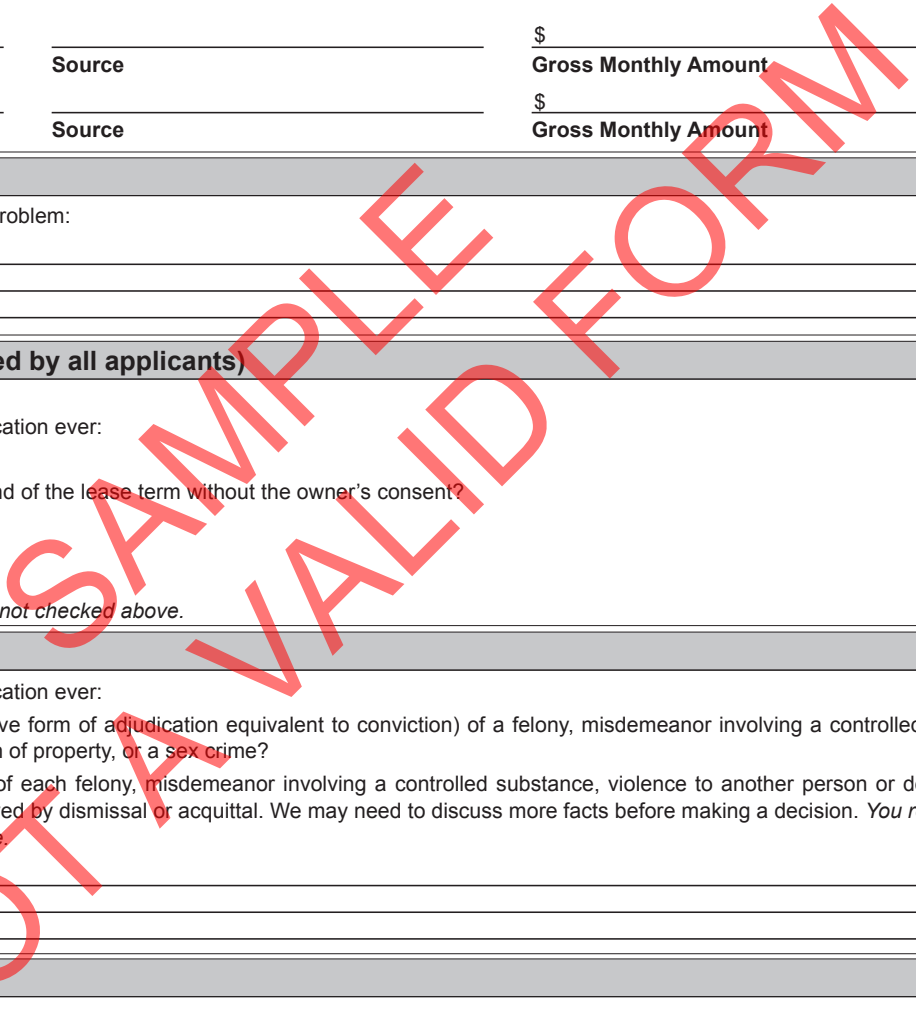 $
Source Gross Monthly Amount
$
Source Gross Monthly Amount
roblem:
ed by all applicants)
cation ever:
nd of the lease term without the owner’s consent?
not checked above.
cation ever:
ve form of adjudication equivalent to conviction) of a felony, misdemeanor involving a controlled
n of property, or a sex crime?
of each felony, misdemeanor involving a controlled substance, violence to another person or de
ved by dismissal or acquittal. We may need to discuss more facts before making a decision. You r
e.
SAMPLE
OT A VALID FORM